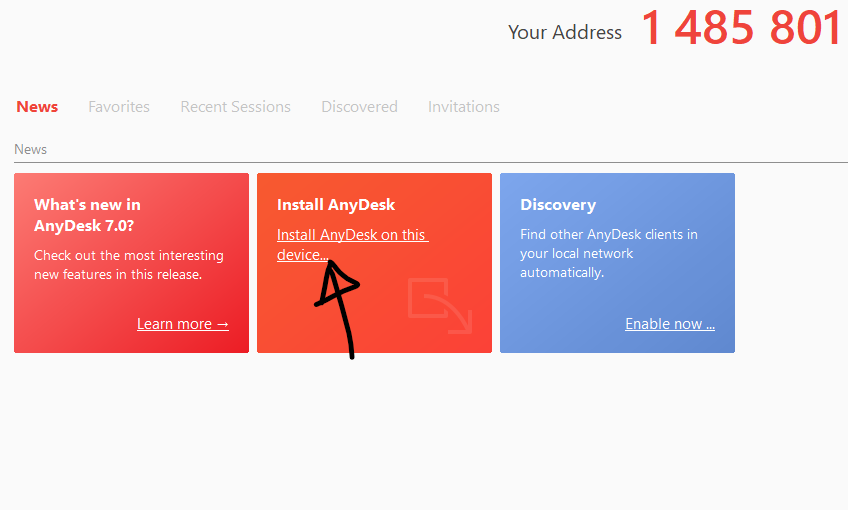 Your Address 1 485 801
News Favorites Recent Sessions Discovered Invitations
News
What's new in
AnyDesk 7.0?
Check out the most interesting
new features in this release.
Learn more →
Install AnyDesk
Install AnyDesk on this
device...
Discovery
Find other AnyDesk clients in
your local network
automatically.
Enable now ...